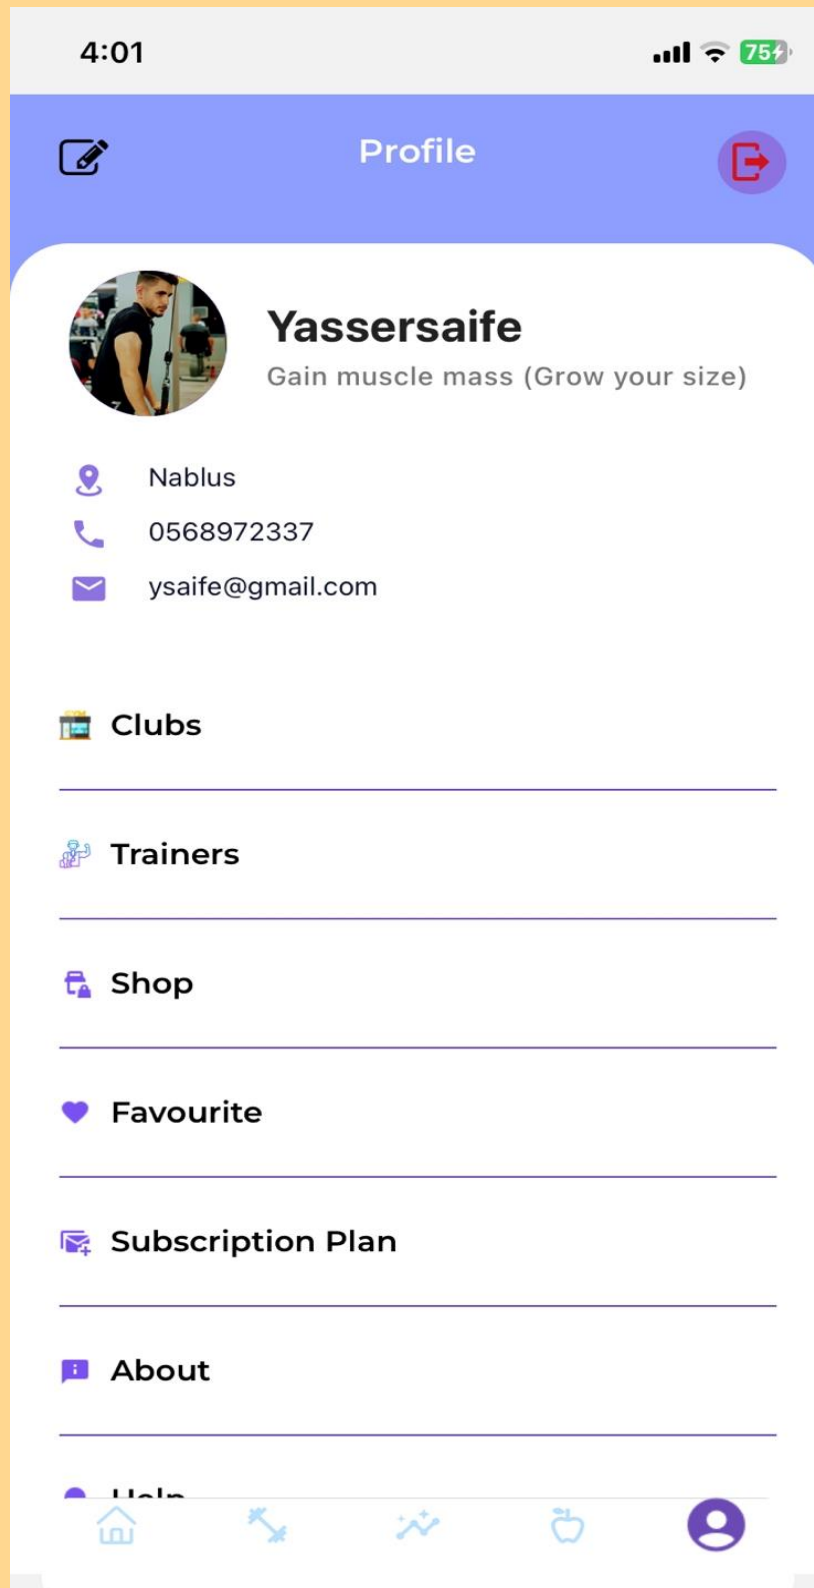 4:01
75
Profile
Yassersaife
Gain muscle mass (Grow your size)
Nablus
0568972337
ysaife@gmail.com
Clubs
Trainers
Shop
Favourite
Subscription Plan
About
Help